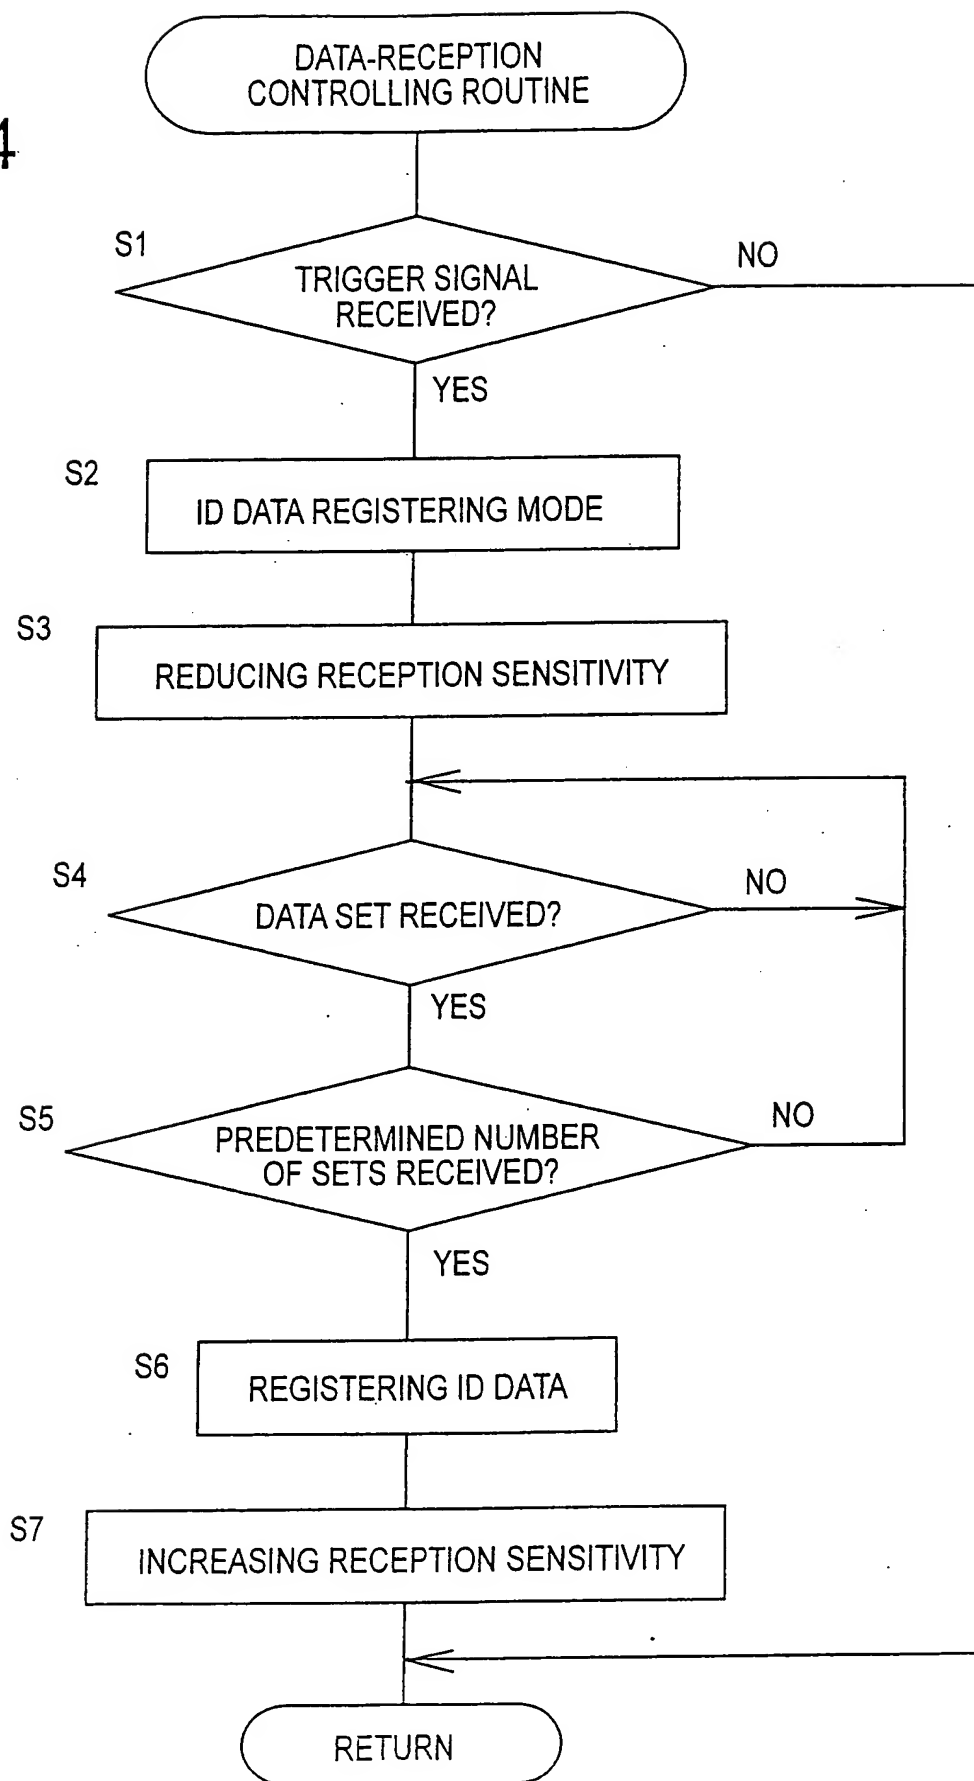 DATA-RECEPTION
CONTROLLING ROUTINE
4
S1
TRIGGER SIGNAL
RECEIVED?
NO
YES
S2
ID DATA REGISTERING MODE
S3
REDUCING RECEPTION SENSITIVITY
S4
DATA SET RECEIVED?
NO
YES
S5
PREDETERMINED NUMBER
OF SETS RECEIVED?
NO
YES
S6
REGISTERING ID DATA
S7
INCREASING RECEPTION SENSITIVITY
RETURN